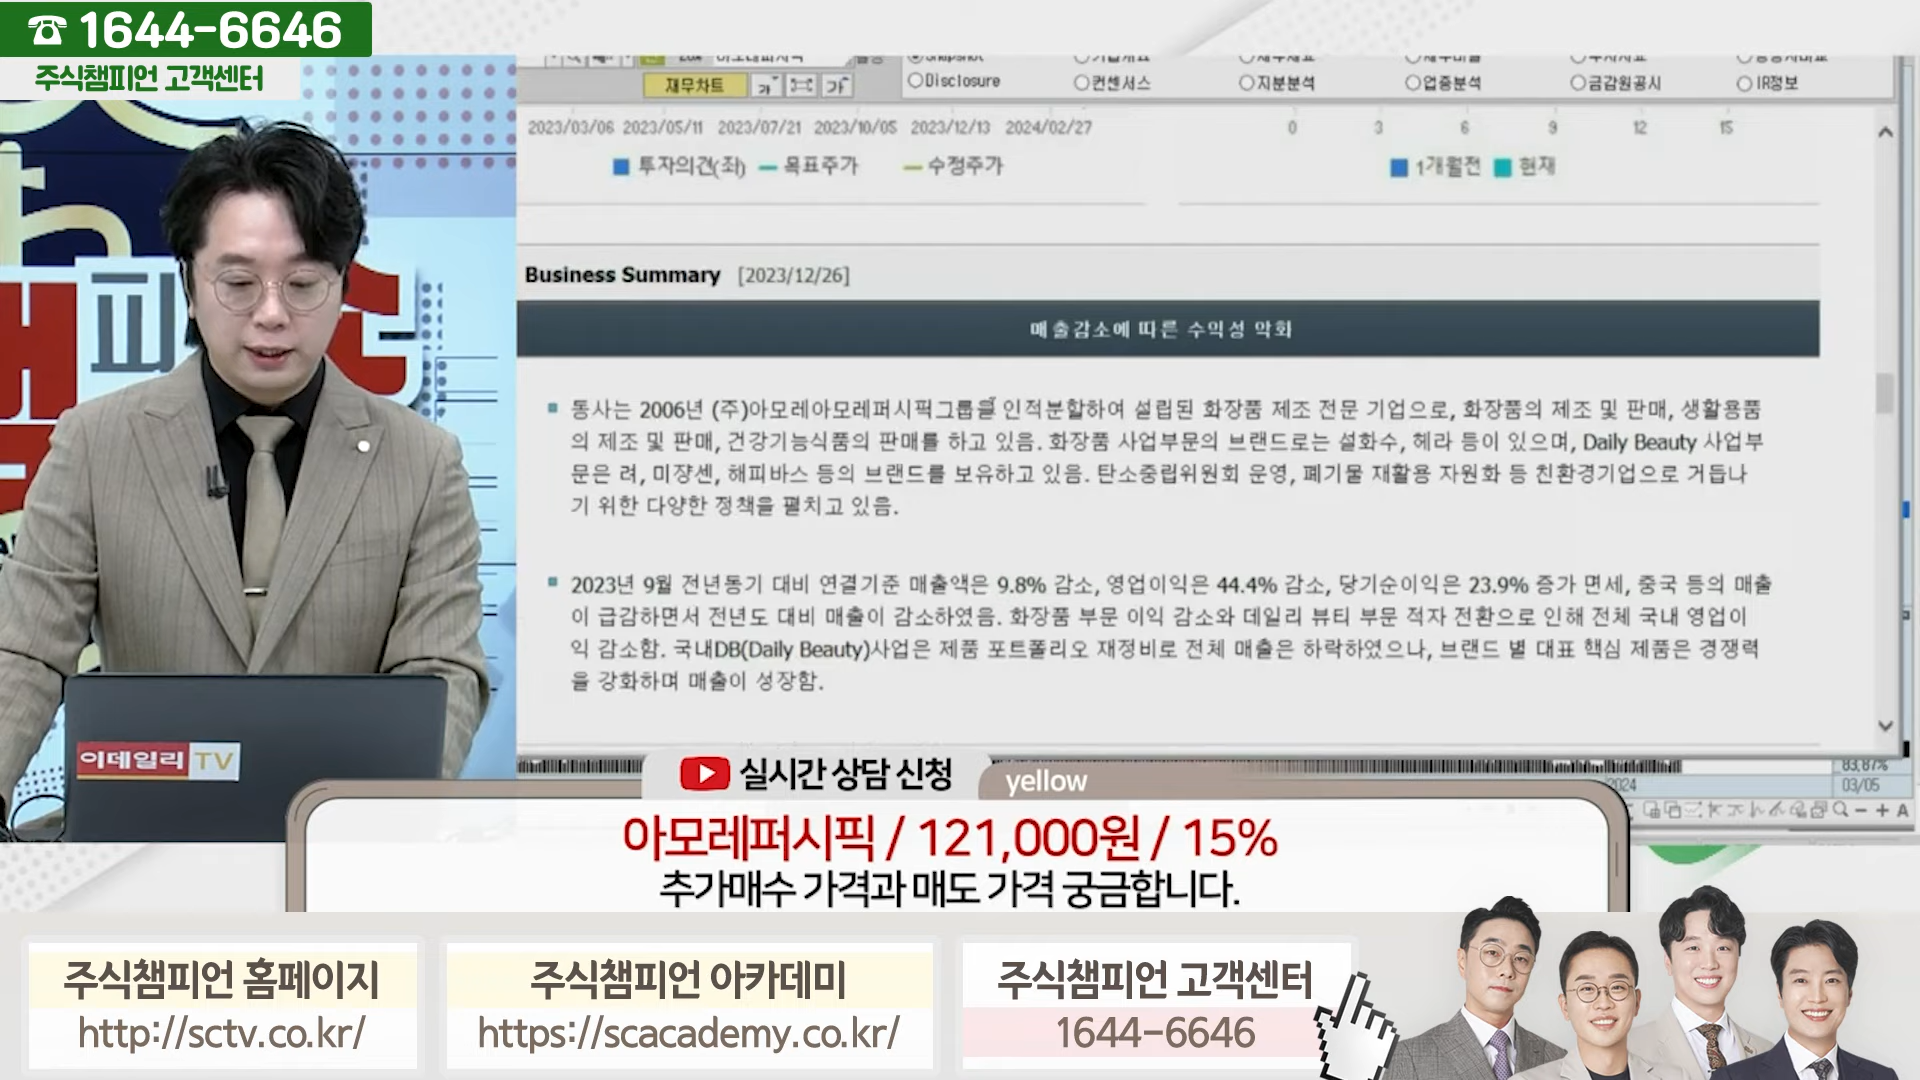 ☎ 1644-6646
주식챔피언 고객센터
피
재무차트
Disclosure
컨센서스
지분분석
업종분석
금감원공시
IR정보
2023/03/06 2023/05/11 2023/07/21 2023/10/05 2023/12/13 2024/02/27
0 3 6 9 12 15
투자의견(좌) 목표주가 수정주가
1개월전 현재
Business Summary [2023/12/26]
매출감소에 따른 수익성 악화
동사는 2006년 (주)아모레아모레퍼시픽그룹을 인적분할하여 설립된 화장품 제조 전문 기업으로, 화장품의 제조 및 판매, 생활용품
의 제조 및 판매, 건강기능식품의 판매를 하고 있음. 화장품 사업부문의 브랜드로는 설화수, 헤라 등이 있으며, Daily Beauty 사업부
문은 려, 미쟝센, 해피바스 등의 브랜드를 보유하고 있음. 탄소중립위원회 운영, 폐기물 재활용 자원화 등 친환경기업으로 거듭나
기 위한 다양한 정책을 펼치고 있음.
2023년 9월 전년동기 대비 연결기준 매출액은 9.8% 감소, 영업이익은 44.4% 감소, 당기순이익은 23.9% 증가 면세, 중국 등의 매출
이 급감하면서 전년도 대비 매출이 감소하였음. 화장품 부문 이익 감소와 데일리 뷰티 부문 적자 전환으로 인해 전체 국내 영업이
익 감소함. 국내DB(Daily Beauty)사업은 제품 포트폴리오 재정비로 전체 매출은 하락하였으나, 브랜드 별 대표 핵심 제품은 경쟁력
을 강화하며 매출이 성장함.
83,87%
2024
03/05
이데일리 TV
실시간 상담 신청
yellow
아모레퍼시픽 / 121,000원 / 15%
추가매수 가격과 매도 가격 궁금합니다.
주식챔피언 홈페이지
http://sctv.co.kr/
주식챔피언 아카데미
https://scacademy.co.kr/
주식챔피언 고객센터
1644-6646